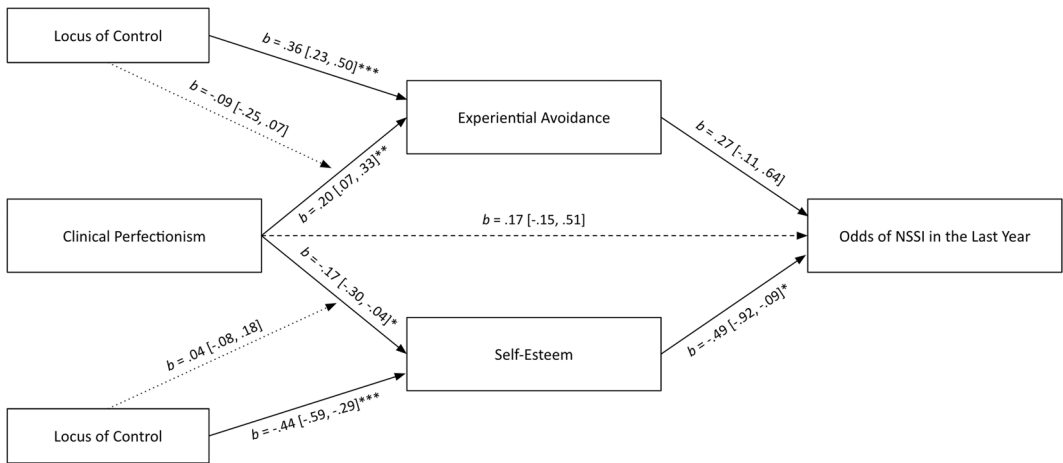 Locus of Control
b = .36 [.23, .50]***
b = -.09 [-.25, .07]
Experiential Avoidance
b = .20 [.07, .33]**
b = .27 [-.11, .64]
Clinical Perfectionism
b = .17 [-.15, .51]
Odds of NSSI in the Last Year
b = -.17 [-.30, -.04]*
b = .04 [-.08, .18]
Self-Esteem
b = -.49 [-.92, -.09]*
Locus of Control
b = -.44 [-.59, -.29]***